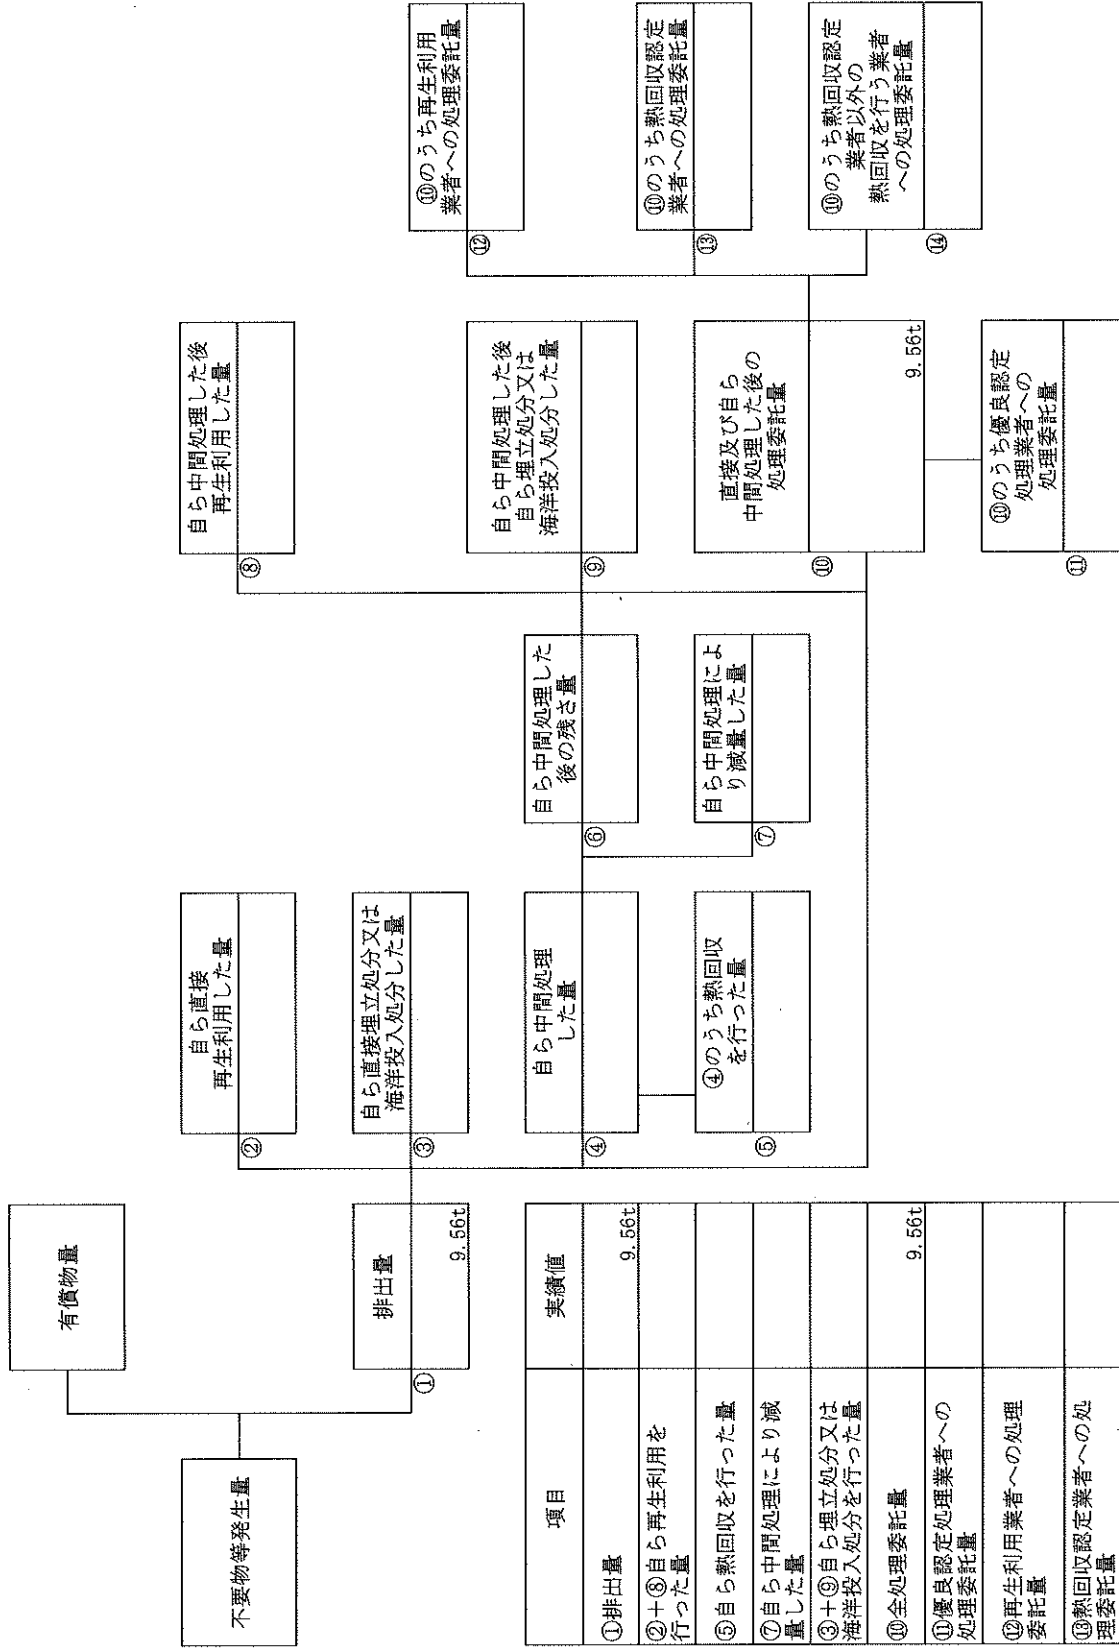 有償物量
不要物等発生量
排出量
①
9.56t
自ら直接
再生利用した量
②
自ら直接埋立処分又は
海洋投入処分した量
③
自ら中間処理
した量
④
④のうち熱回収
を行った量
⑤
自ら中間処理した
後の残さ量
⑥
自ら中間処理によ
り減量した量
⑦
自ら中間処理した後
再生利用した量
⑧
自ら中間処理した後
自ら埋立処分又は
海洋投入処分した量
⑨
直接及び自ら
中間処理した後の
処理委託量
⑩
9.56t
⑩のうち優良認定
処理業者への
処理委託量
⑪
⑩のうち再生利用
業者への処理委託量
⑫
⑩のうち熱回収認定
業者への処理委託量
⑬
⑩のうち熱回収認定
業者以外の
熱回収を行う業者
への処理委託量
⑭
項目
実績値
①排出量
9.56t
②+⑧自ら再生利用を
行った量
⑤自ら熱回収を行った量
⑦自ら中間処理により減
量した量
③+⑨自ら埋立処分又は
海洋投入処分を行った量
⑩全処理委託量
9.56t
⑪優良認定処理業者への
処理委託量
⑫再生利用業者への処理
委託量
⑬熱回収認定業者への処
理委託量